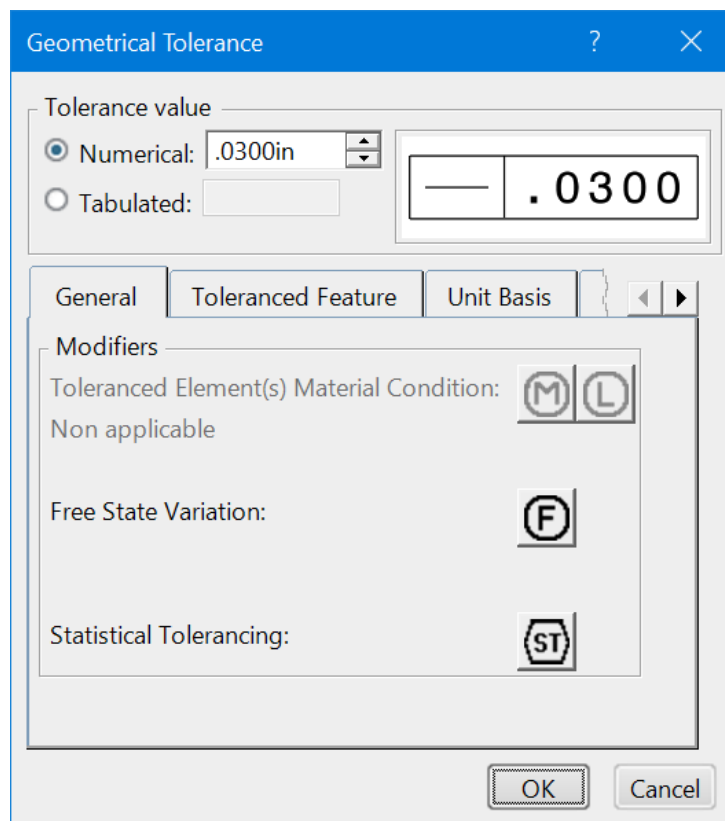 Geometrical Tolerance ?
Tolerance value
Numerical: .0300in
Tabulated:
.0300
General Toleranced Feature Unit Basis
Modifiers
Toleranced Element(s) Material Condition: M L
Non applicable
Free State Variation: F
Statistical Tolerancing: ST
OK Cancel